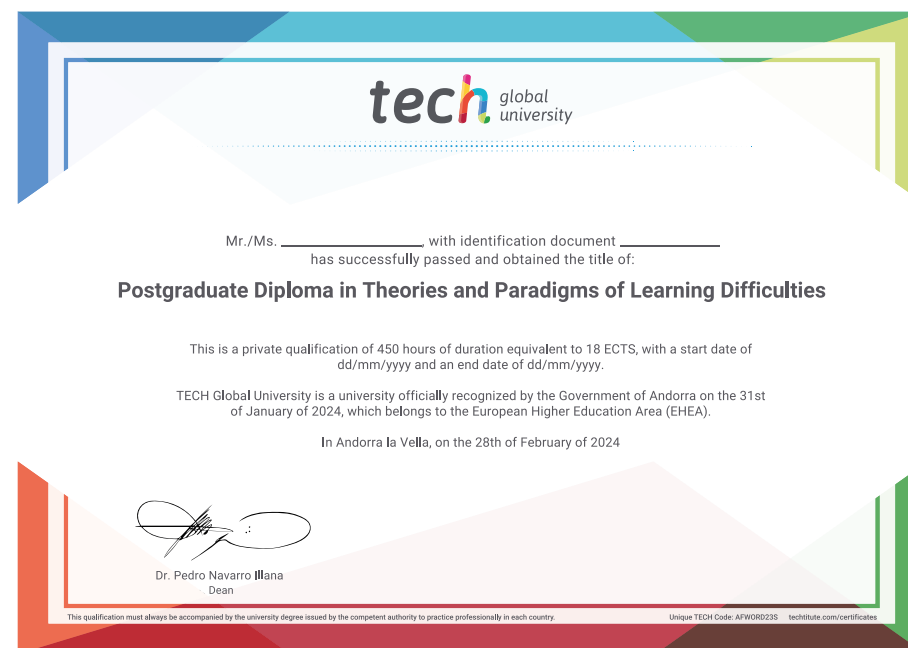 tech global university
Mr./Ms. ______________, with identification document ____________
has successfully passed and obtained the title of:
Postgraduate Diploma in Theories and Paradigms of Learning Difficulties
This is a private qualification of 450 hours of duration equivalent to 18 ECTS, with a start date of
dd/mm/yyyy and an end date of dd/mm/yyyy.
TECH Global University is a university officially recognized by the Government of Andorra on the 31st
of January of 2024, which belongs to the European Higher Education Area (EHEA).
In Andorra la Vella, on the 28th of February of 2024
Dr. Pedro Navarro Illana
Dean
This qualification must always be accompanied by the university degree issued by the competent authority to practice professionally in each country.
Unique TECH Code: AFWORD23S techtitute.com/certificates